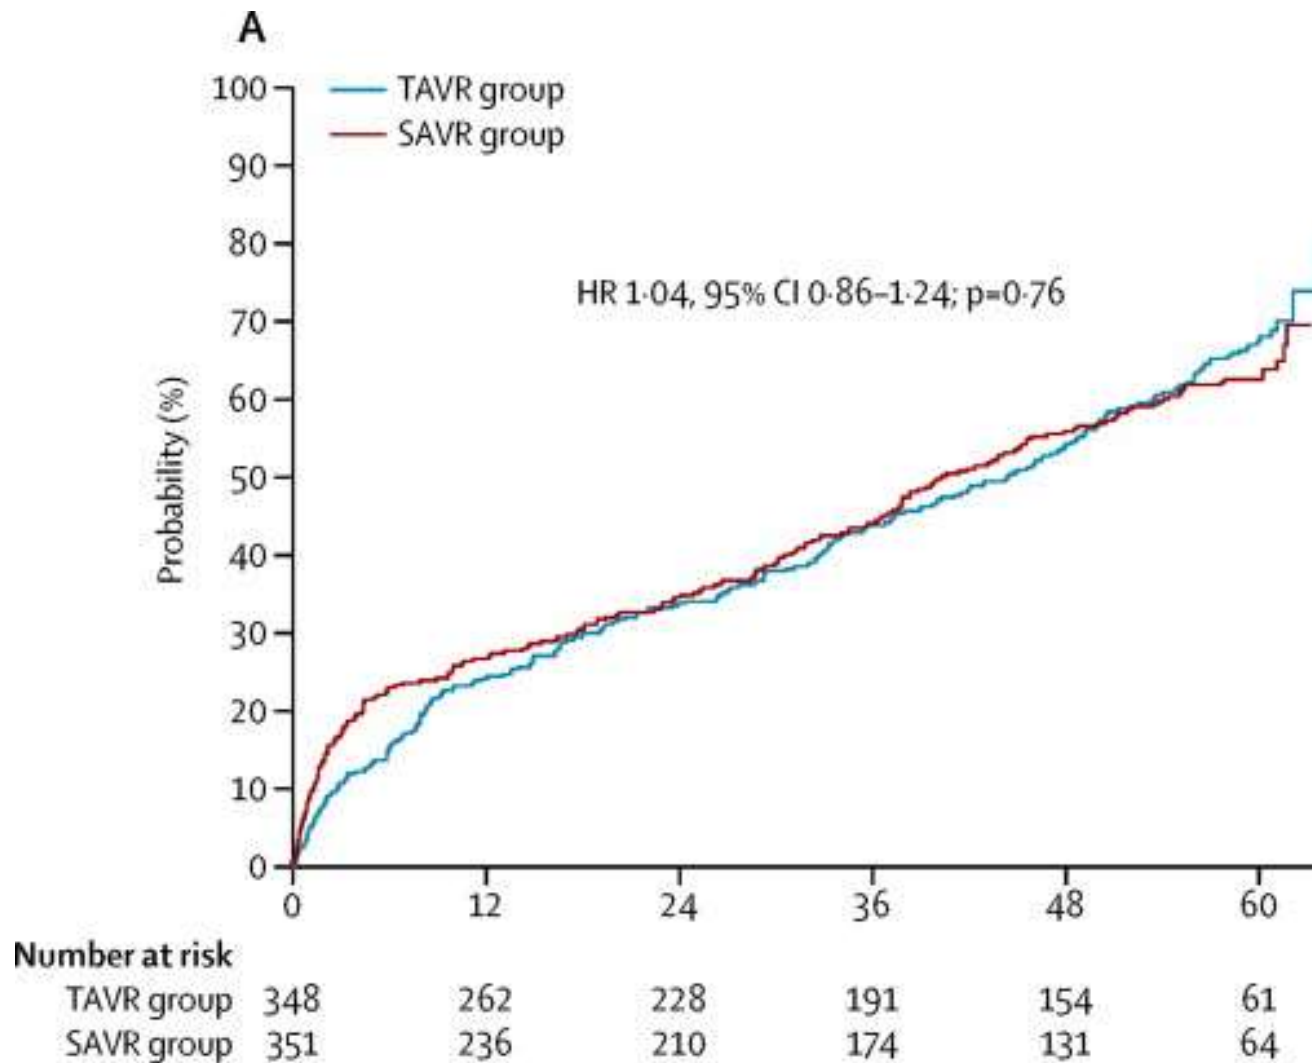 A
TAVR group
SAVR group
100
90
80
70
60
50
40
30
20
10
0
Probability (%)
HR 1·04, 95% CI 0·86–1·24; p=0·76
0 12 24 36 48 60
Number at risk
TAVR group 348 262 228 191 154 61
SAVR group 351 236 210 174 131 64